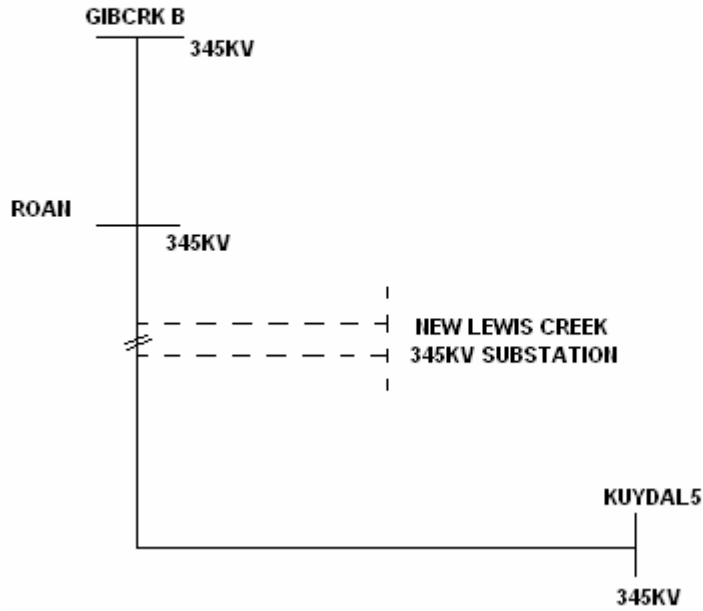 GIBCRK B
345KV
ROAN
345KV
NEW LEWIS CREEK
345KV SUBSTATION
KUYDAL5
345KV